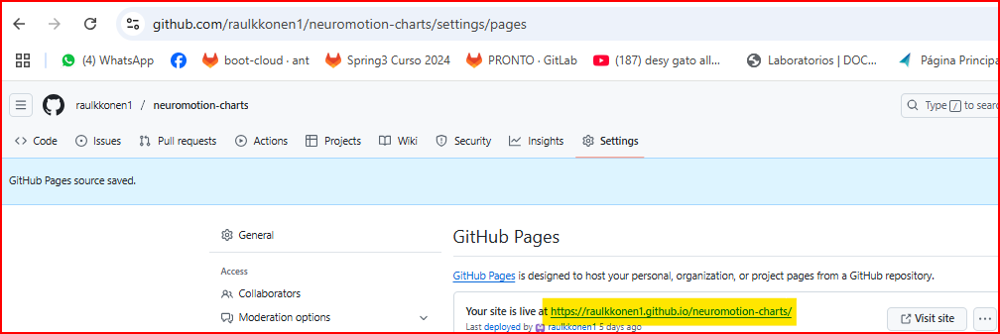 github.com/raulkkonen1/neuromotion-charts/settings/pages
(4) WhatsApp boot-cloud · ant Spring3 Curso 2024 PRONTO · GitLab (187) desy gato all... Laboratorios | DOC... Página Principa
raulkkonen1 / neuromotion-charts Type / to sear
Code Issues Pull requests Actions Projects Wiki Security Insights Settings
GitHub Pages source saved.
General
GitHub Pages
Access
GitHub Pages is designed to host your personal, organization, or project pages from a GitHub repository.
Collaborators
Your site is live at https://raulkkonen1.github.io/neuromotion-charts/ Visit site
Moderation options
Last deployed by raulkkonen1 5 days ago